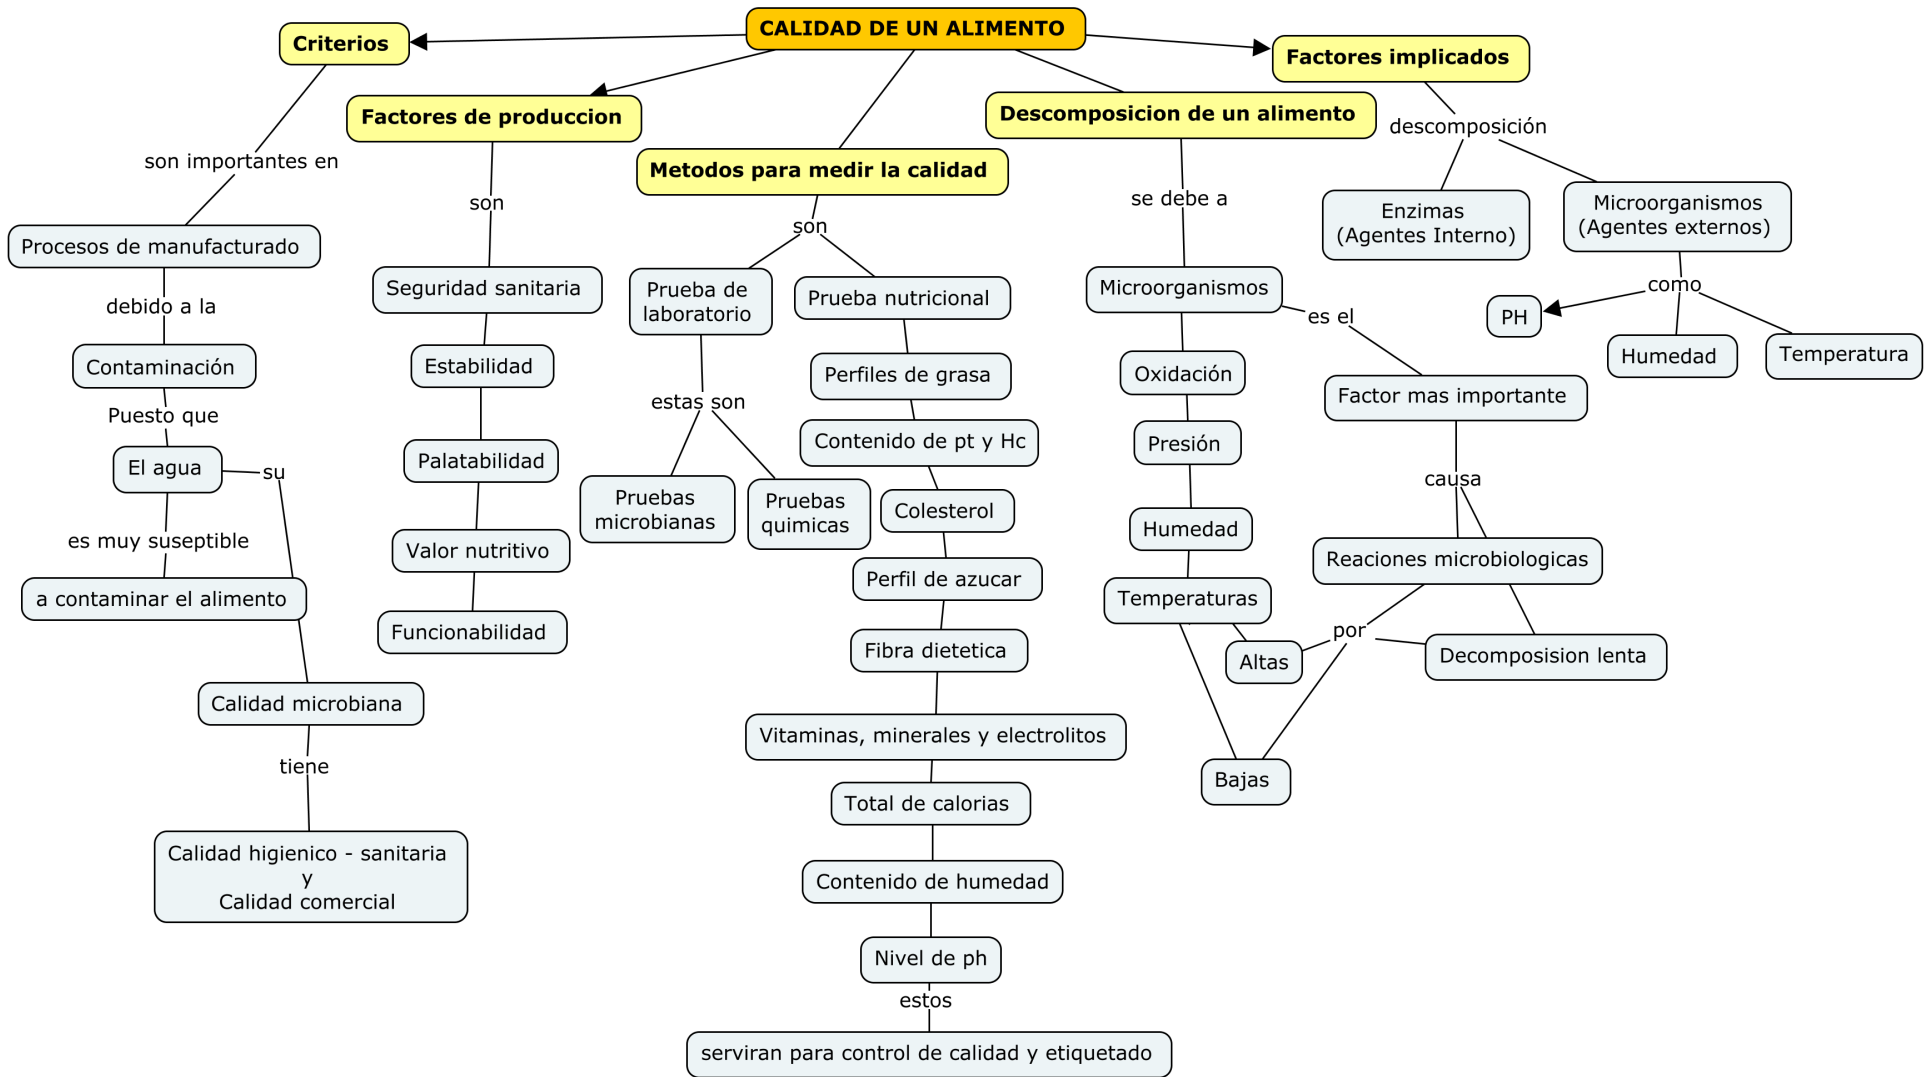 CALIDAD DE UN ALIMENTO
Criterios
son importantes en
Procesos de manufacturado
debido a la
Contaminación
Puesto que
El agua
su
es muy suseptible
a contaminar el alimento
Calidad microbiana
tiene
Calidad higienico - sanitaria
y
Calidad comercial
Factores de produccion
son
Seguridad sanitaria
Estabilidad
Palatabilidad
Valor nutritivo
Funcionabilidad
Metodos para medir la calidad
son
Prueba de
laboratorio
estas son
Pruebas
microbianas
Pruebas
quimicas
Prueba nutricional
Perfiles de grasa
Contenido de pt y Hc
Colesterol
Perfil de azucar
Fibra dietetica
Vitaminas, minerales y electrolitos
Total de calorias
Contenido de humedad
Nivel de ph
estos
serviran para control de calidad y etiquetado
Descomposicion de un alimento
se debe a
Microorganismos
es el
Oxidación
Presión
Humedad
Temperaturas
Altas
Bajas
Factor mas importante
causa
Reaciones microbiologicas
por
Decomposision lenta
Factores implicados
descomposición
Enzimas
(Agentes Interno)
Microorganismos
(Agentes externos)
como
PH
Humedad
Temperatura